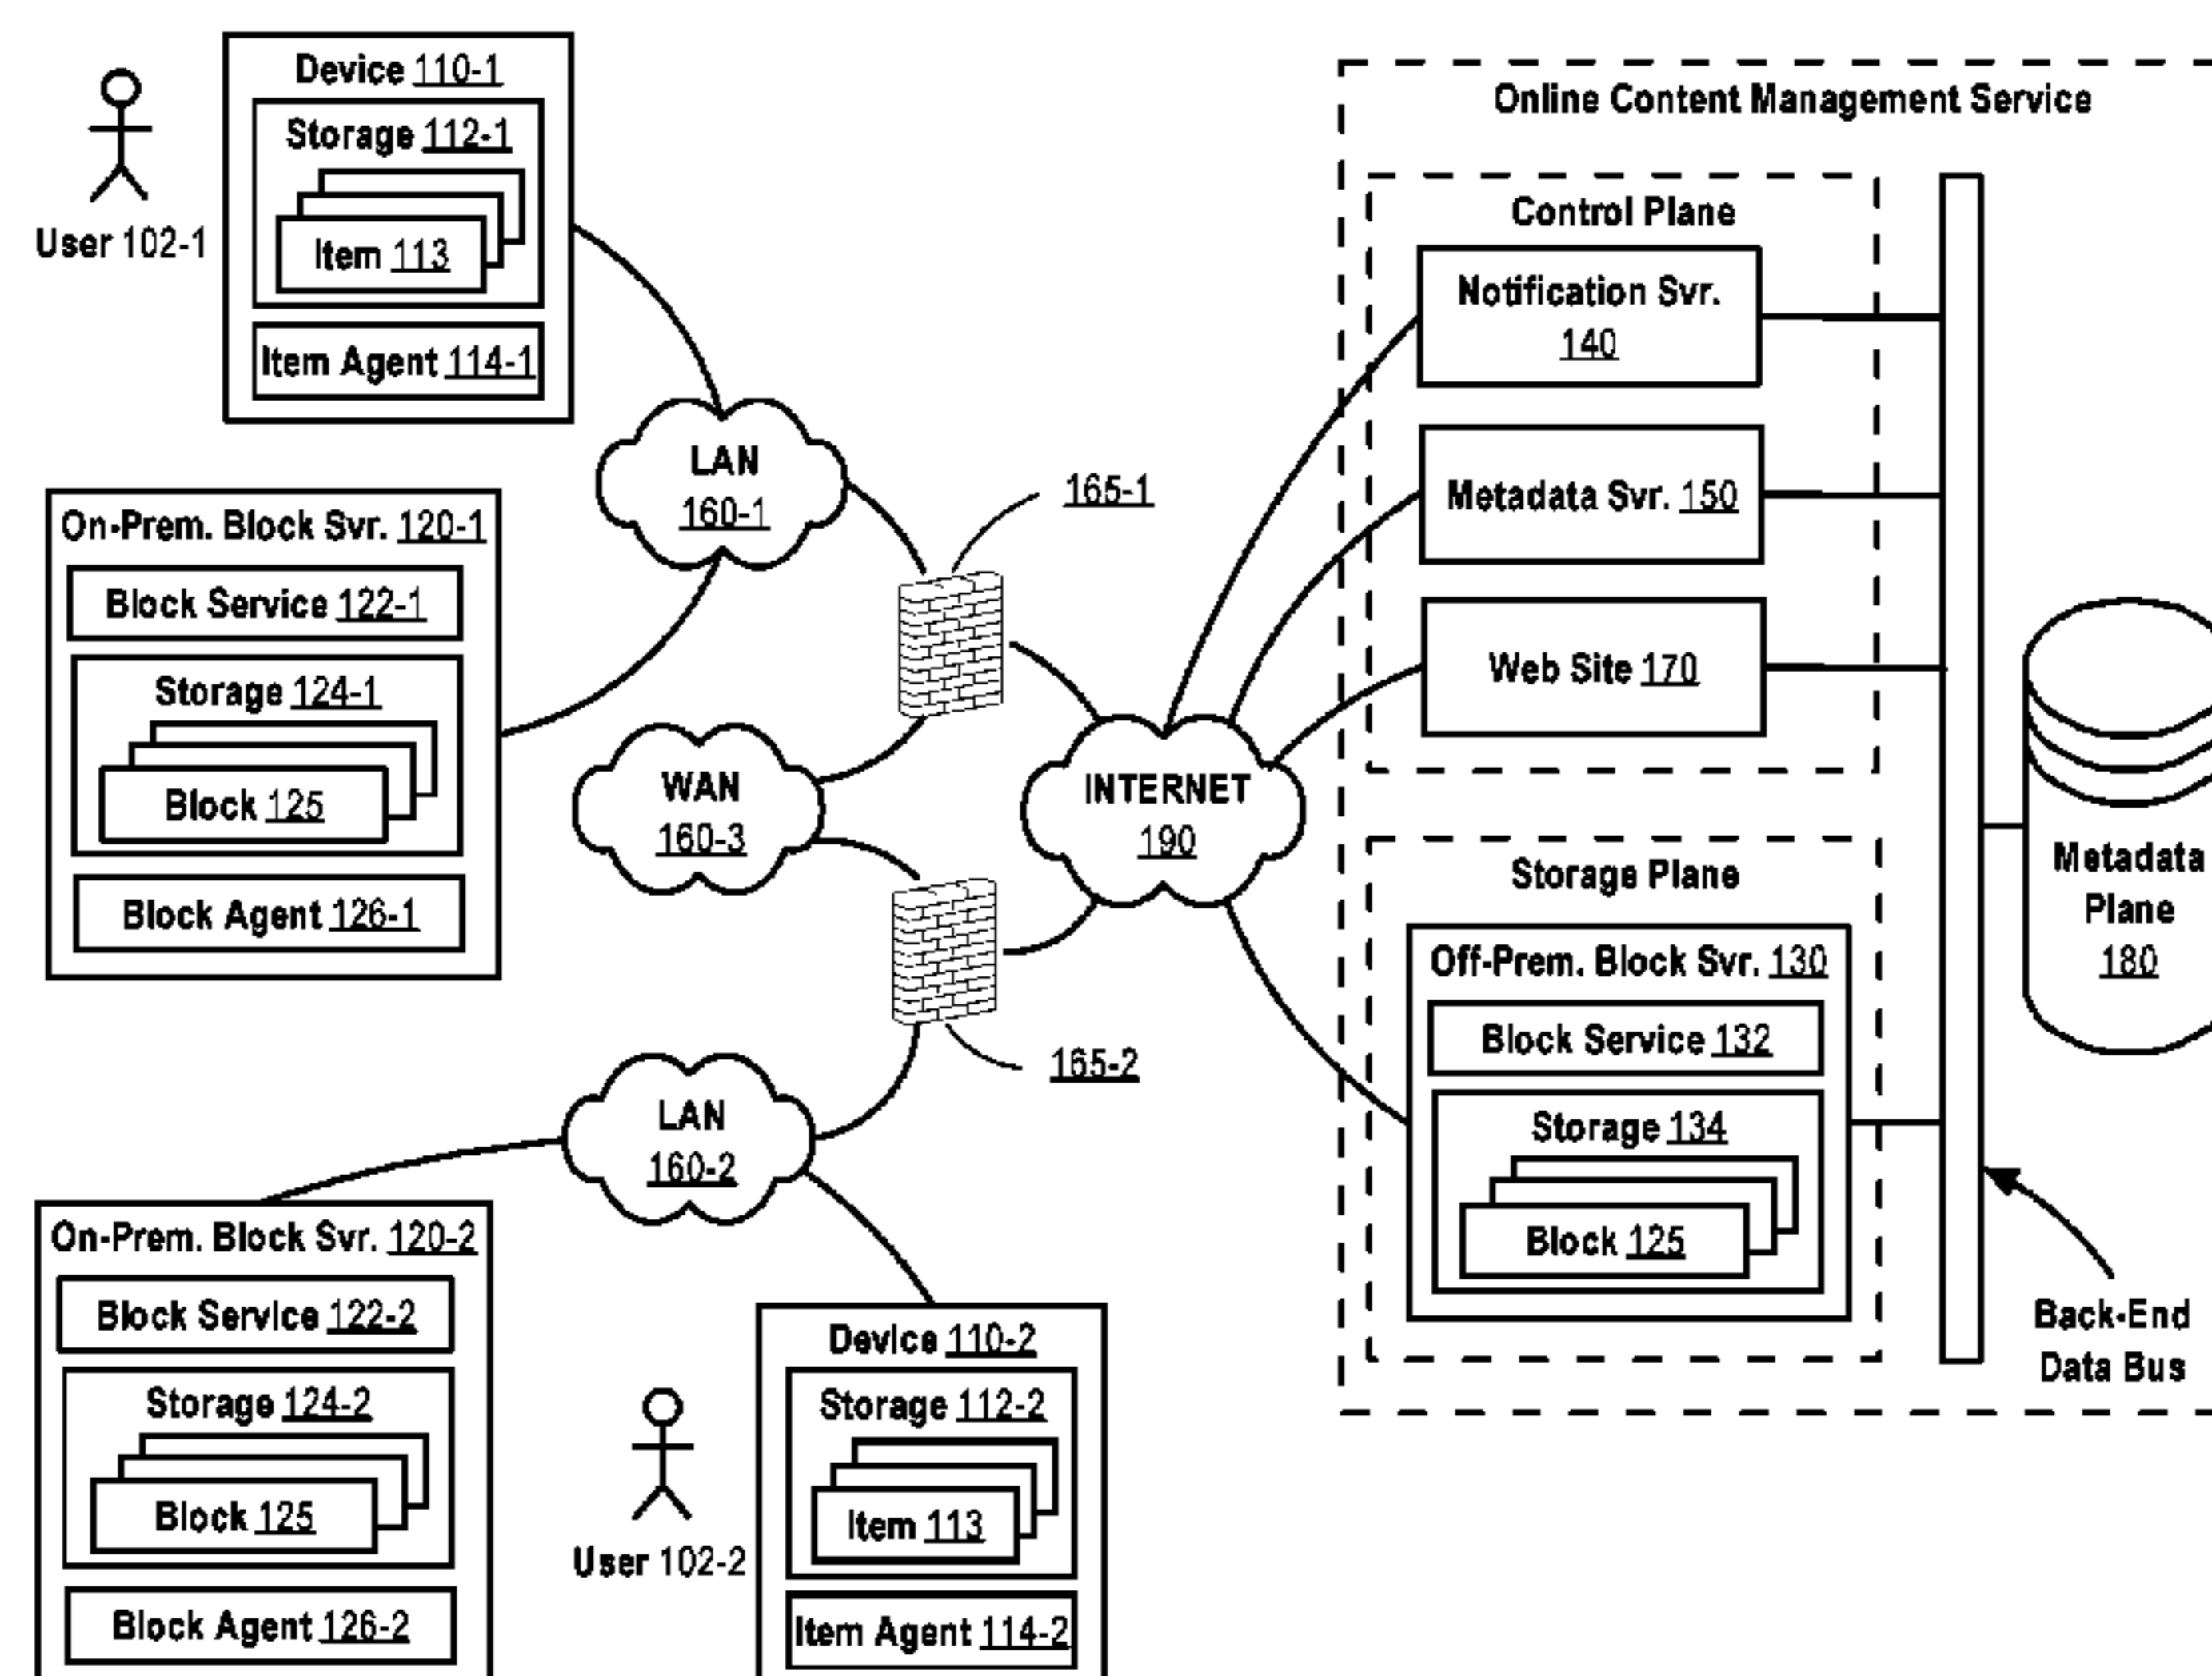 Device 110-1
Storage 112-1
Item 113
Item Agent 114-1
User 102-1
On-Prem. Block Svr. 120-1
Block Service 122-1
Storage 124-1
Block 125
Block Agent 126-1
LAN
160-1
165-1
WAN
160-3
INTERNET
190
165-2
LAN
160-2
On-Prem. Block Svr. 120-2
Block Service 122-2
Storage 124-2
Block 125
Block Agent 126-2
User 102-2
Device 110-2
Storage 112-2
Item 113
Item Agent 114-2
Online Content Management Service
Control Plane
Notification Svr.
140
Metadata Svr. 150
Web Site 170
Storage Plane
Off-Prem. Block Svr. 130
Block Service 132
Storage 134
Block 125
Metadata
Plane
180
Back-End
Data Bus